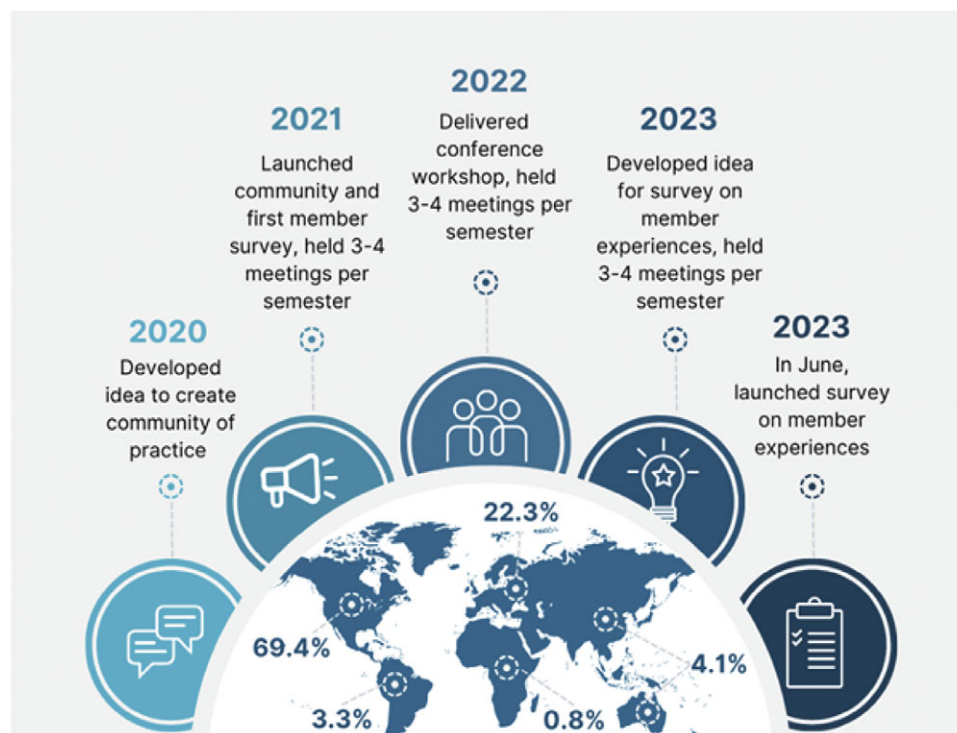 2020
Developed
idea to create
community of
practice
2021
Launched
community and
first member
survey, held 3-4
meetings per
semester
2022
Delivered
conference
workshop, held
3-4 meetings per
semester
2023
Developed idea
for survey on
member
experiences, held
3-4 meetings per
semester
2023
In June,
launched survey
on member
experiences
22.3%
69.4%
4.1%
3.3%
0.8%